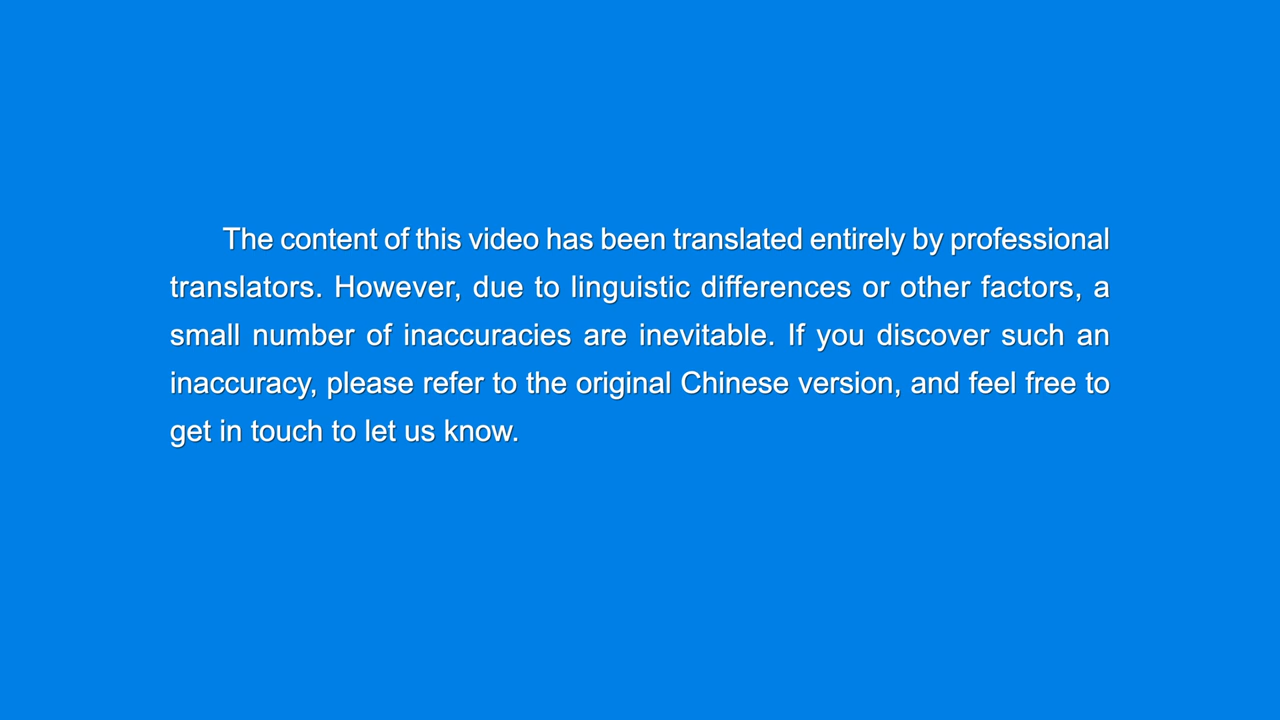 The content of this video has been translated entirely by professional
translators. However, due to linguistic differences or other factors, a
small number of inaccuracies are inevitable. If you discover such an
inaccuracy, please refer to the original Chinese version, and feel free to
get in touch to let us know.